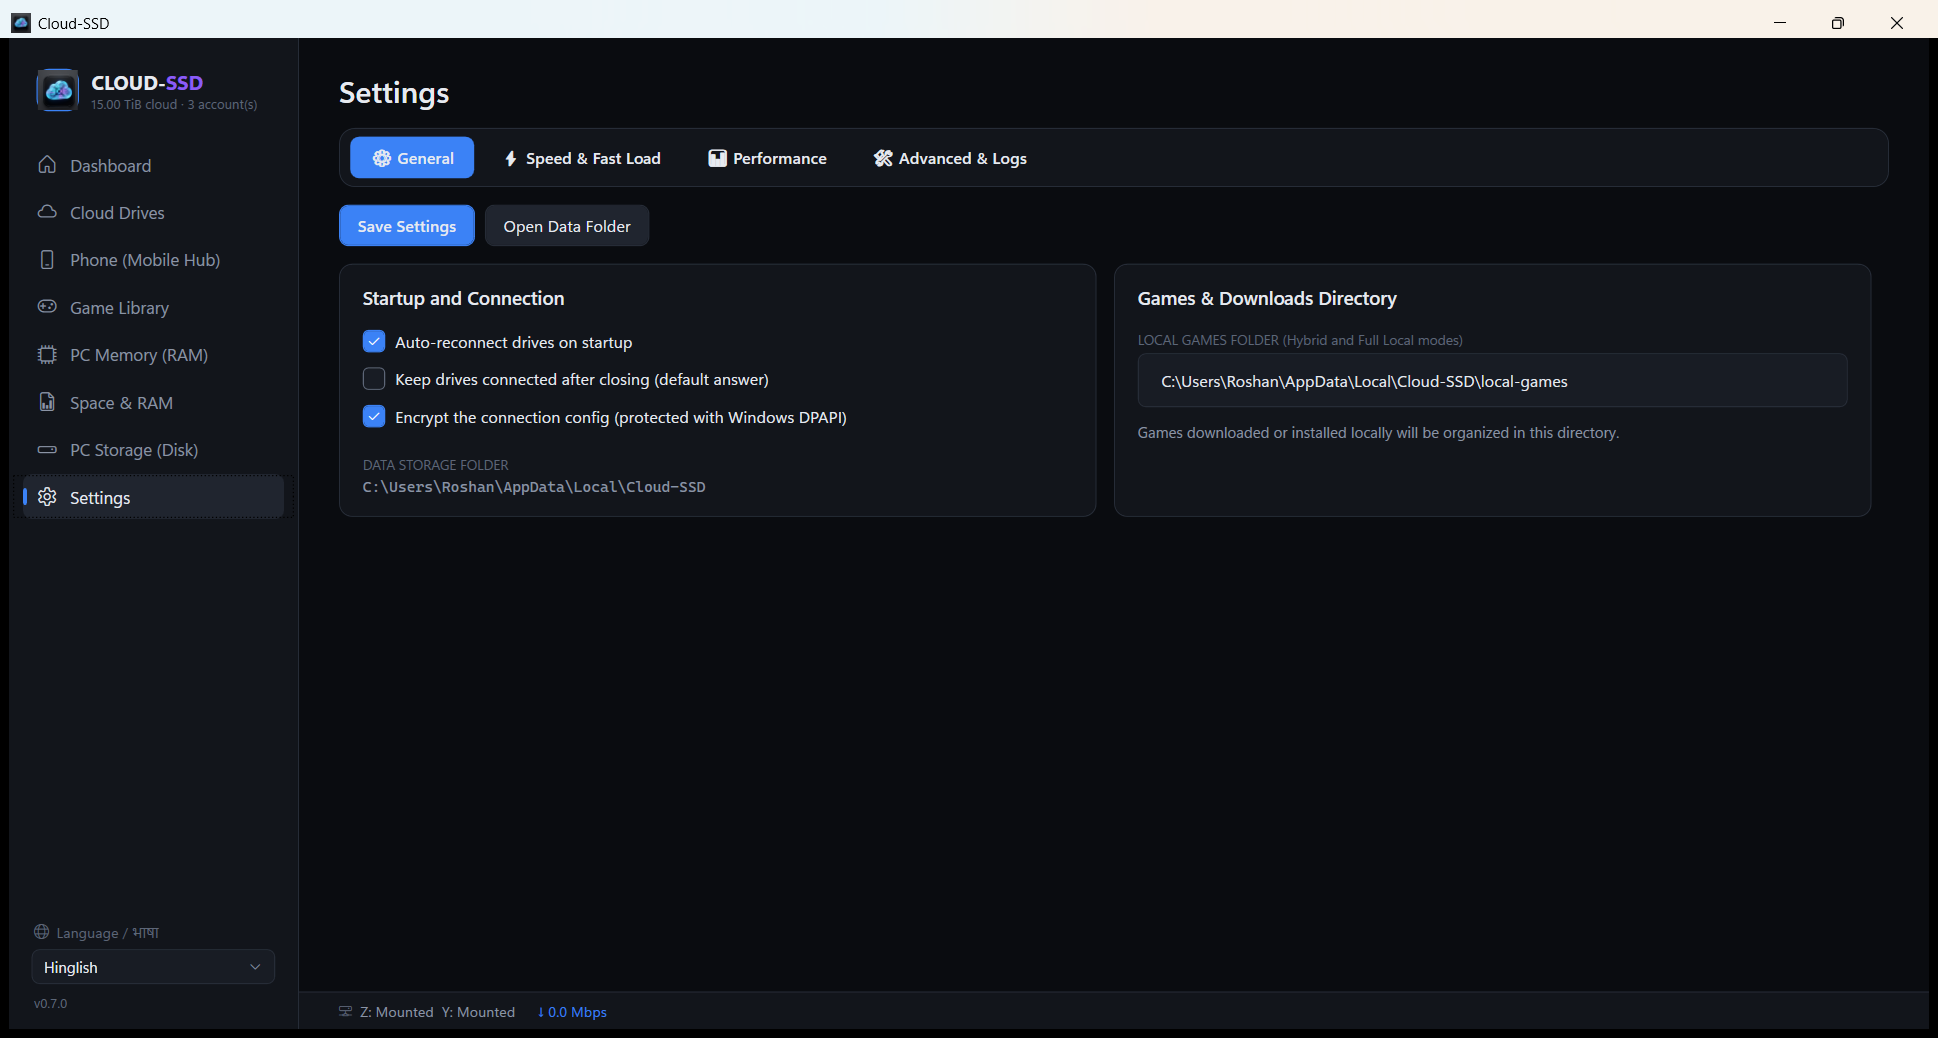 Cloud-SSD
CLOUD-SSD
15.00 TiB cloud · 3 account(s)
Dashboard
Cloud Drives
Phone (Mobile Hub)
Game Library
PC Memory (RAM)
Space & RAM
PC Storage (Disk)
Settings
Language / भाषा
Hinglish
v0.7.0
Settings
General
Speed & Fast Load
Performance
Advanced & Logs
Save Settings
Open Data Folder
Startup and Connection
Auto-reconnect drives on startup
Keep drives connected after closing (default answer)
Encrypt the connection config (protected with Windows DPAPI)
DATA STORAGE FOLDER
C:\Users\Roshan\AppData\Local\Cloud-SSD
Games & Downloads Directory
LOCAL GAMES FOLDER (Hybrid and Full Local modes)
C:\Users\Roshan\AppData\Local\Cloud-SSD\local-games
Games downloaded or installed locally will be organized in this directory.
Z: Mounted Y: Mounted ↓ 0.0 Mbps